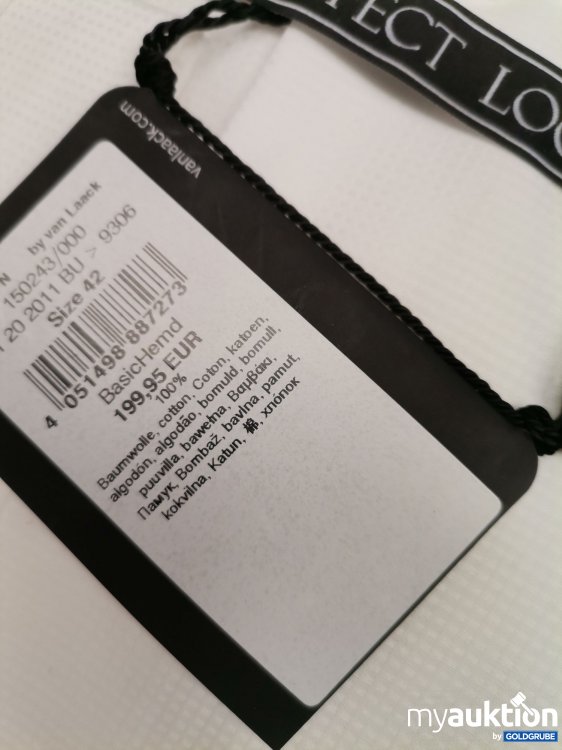 TECT LOO
vanlaack.com
N by van Laack
150243/000
20 2011 BU > 9306
Size 42
4 051498 887273
BasicHemd
199,95 EUR
100%
Baumwolle, cotton, Coton, katoen,
algodón, algodão, bomuld, bomull,
puuvilla, bawełna, Βαμβάκι,
Памук, Bombaž, bavlna, pamut,
kokvilna, Katun, 棉, хлопок
myauktion
by GOLDGRUBE